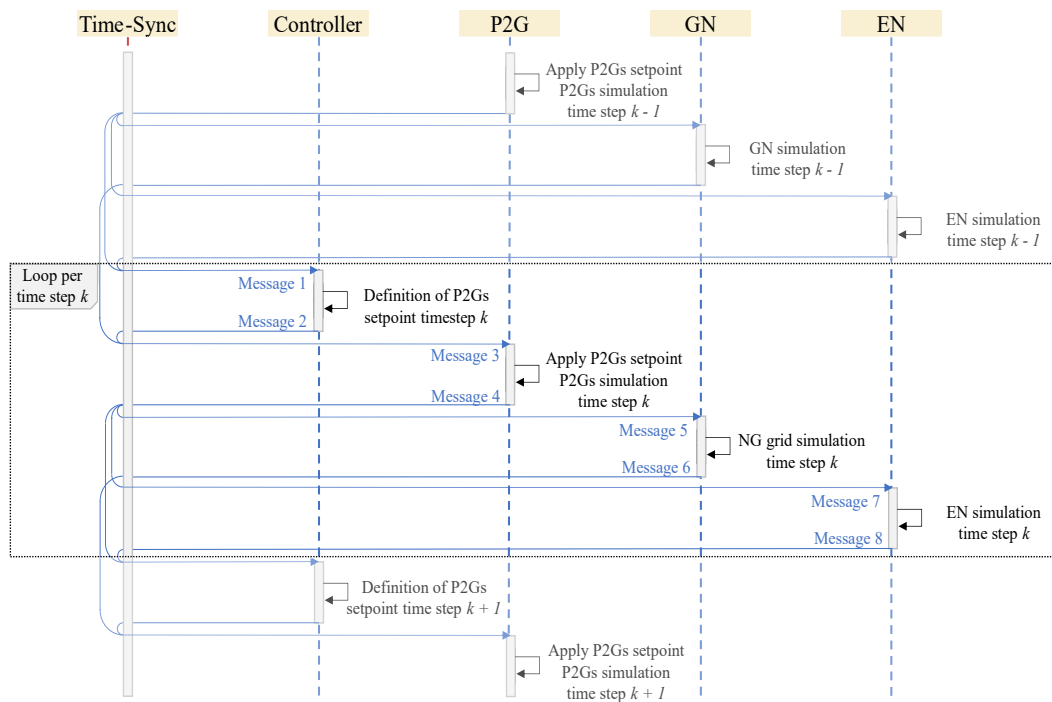 Time-Sync
Controller
P2G
GN
EN
Apply P2Gs setpoint
P2Gs simulation
time step k - 1
GN simulation
time step k - 1
EN simulation
time step k - 1
Loop per
time step k
Message 1
Definition of P2Gs
setpoint timestep k
Message 2
Message 3
Apply P2Gs setpoint
P2Gs simulation
time step k
Message 4
Message 5
NG grid simulation
time step k
Message 6
Message 7
EN simulation
time step k
Message 8
Definition of P2Gs
setpoint time step k + 1
Apply P2Gs setpoint
P2Gs simulation
time step k + 1